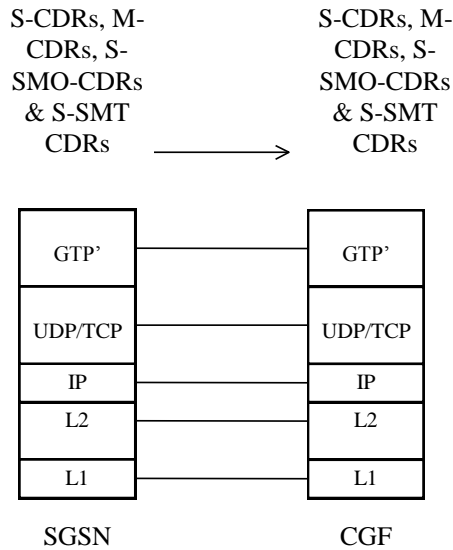 S-CDRs, M-
CDRs, S-
SMO-CDRs
& S-SMT
CDRs
S-CDRs, M-
CDRs, S-
SMO-CDRs
& S-SMT
CDRs
GTP’
UDP/TCP
IP
L2
L1
SGSN
GTP’
UDP/TCP
IP
L2
L1
CGF